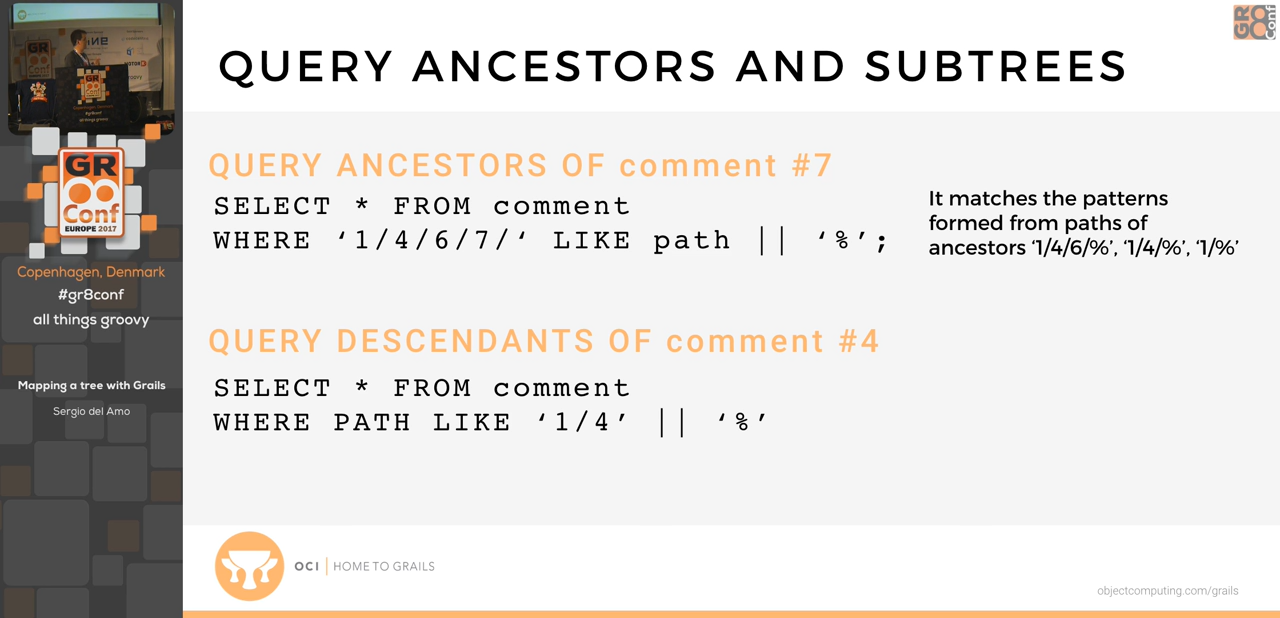 QUERY ANCESTORS AND SUBTREES
GR
Conf
QUERY ANCESTORS OF comment #7
SELECT * FROM comment
WHERE ‘1/4/6/7/‘ LIKE path || ‘%’;
It matches the patterns
formed from paths of
ancestors ‘1/4/6/%’, ‘1/4/%’, ‘1/%’
QUERY DESCENDANTS OF comment #4
SELECT * FROM comment
WHERE PATH LIKE ‘1/4’ || ‘%’
OCI | HOME TO GRAILS
objectcomputing.com/grails
GR
Conf
EUROPE 2017
Copenhagen, Denmark
#gr8conf
all things groovy
Mapping a tree with Grails
Sergio del Amo